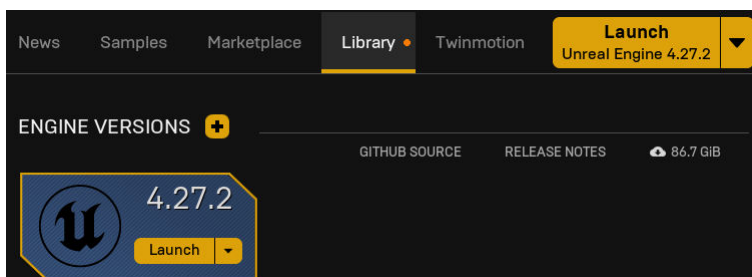 News Samples Marketplace Library Twinmotion Launch
Unreal Engine 4.27.2
ENGINE VERSIONS
GITHUB SOURCE RELEASE NOTES 86.7 GiB
4.27.2
Launch